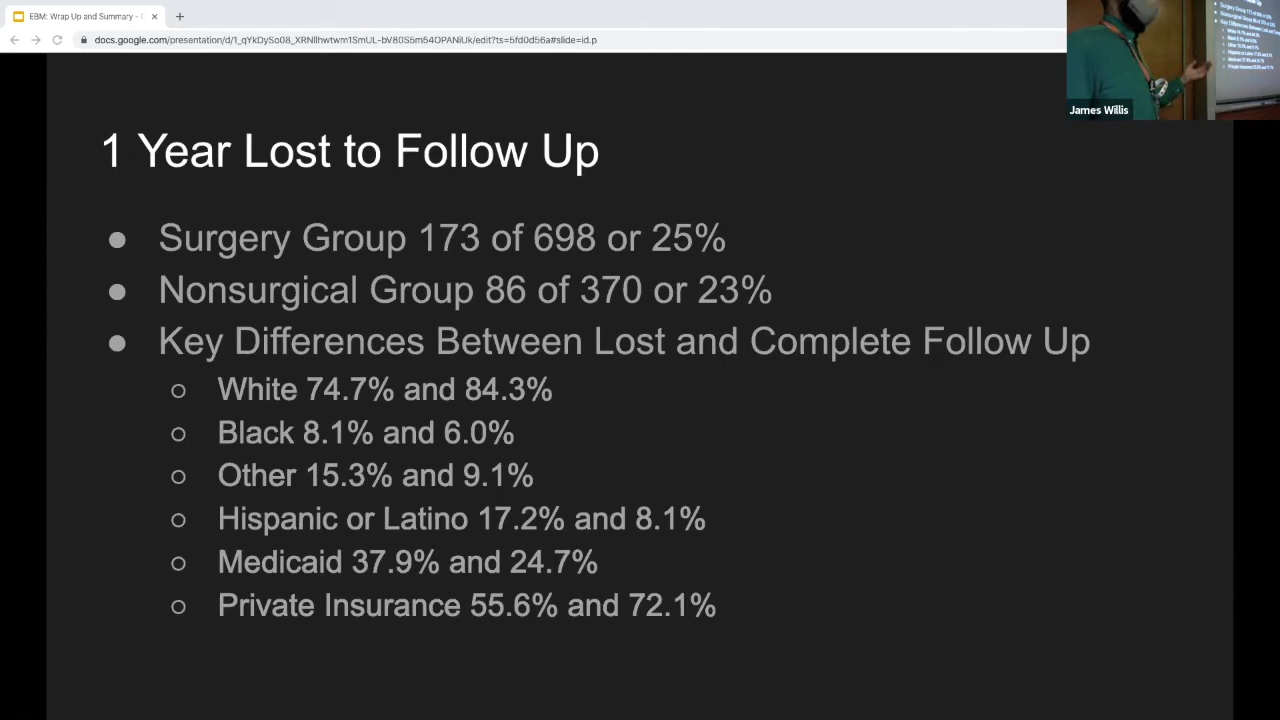 EBM: Wrap Up and Summary -
docs.google.com/presentation/d/1_qYkDySo08_XRNllhwtwm1SmUL-bV80S5m54OPANiUk/edit?ts=5fd0d56a#slide=id.p
James Willis
1 Year Lost to Follow Up
● Surgery Group 173 of 698 or 25%
● Nonsurgical Group 86 of 370 or 23%
● Key Differences Between Lost and Complete Follow Up
○ White 74.7% and 84.3%
○ Black 8.1% and 6.0%
○ Other 15.3% and 9.1%
○ Hispanic or Latino 17.2% and 8.1%
○ Medicaid 37.9% and 24.7%
○ Private Insurance 55.6% and 72.1%